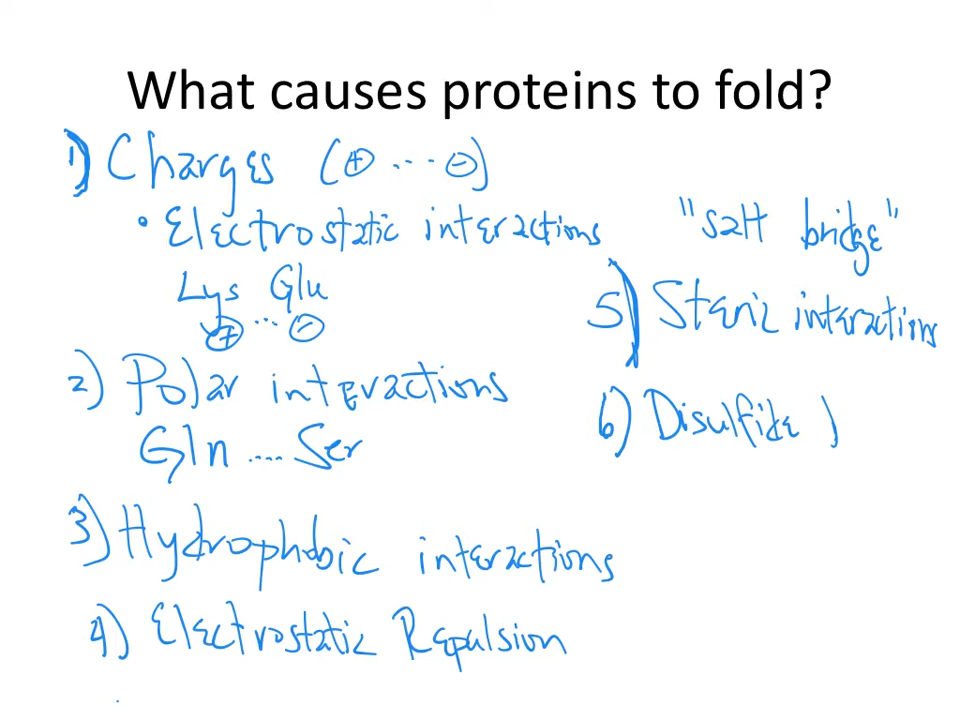 What causes proteins to fold?
1) Charges (⊕ ... ⊖)
• Electrostatic interactions
"salt bridge"
Lys Glu
⊕ ... ⊖
2) Polar interactions
Gln .... Ser
3) Hydrophobic interactions
4) Electrostatic Repulsion
5) Steric interactions
6) Disulfide